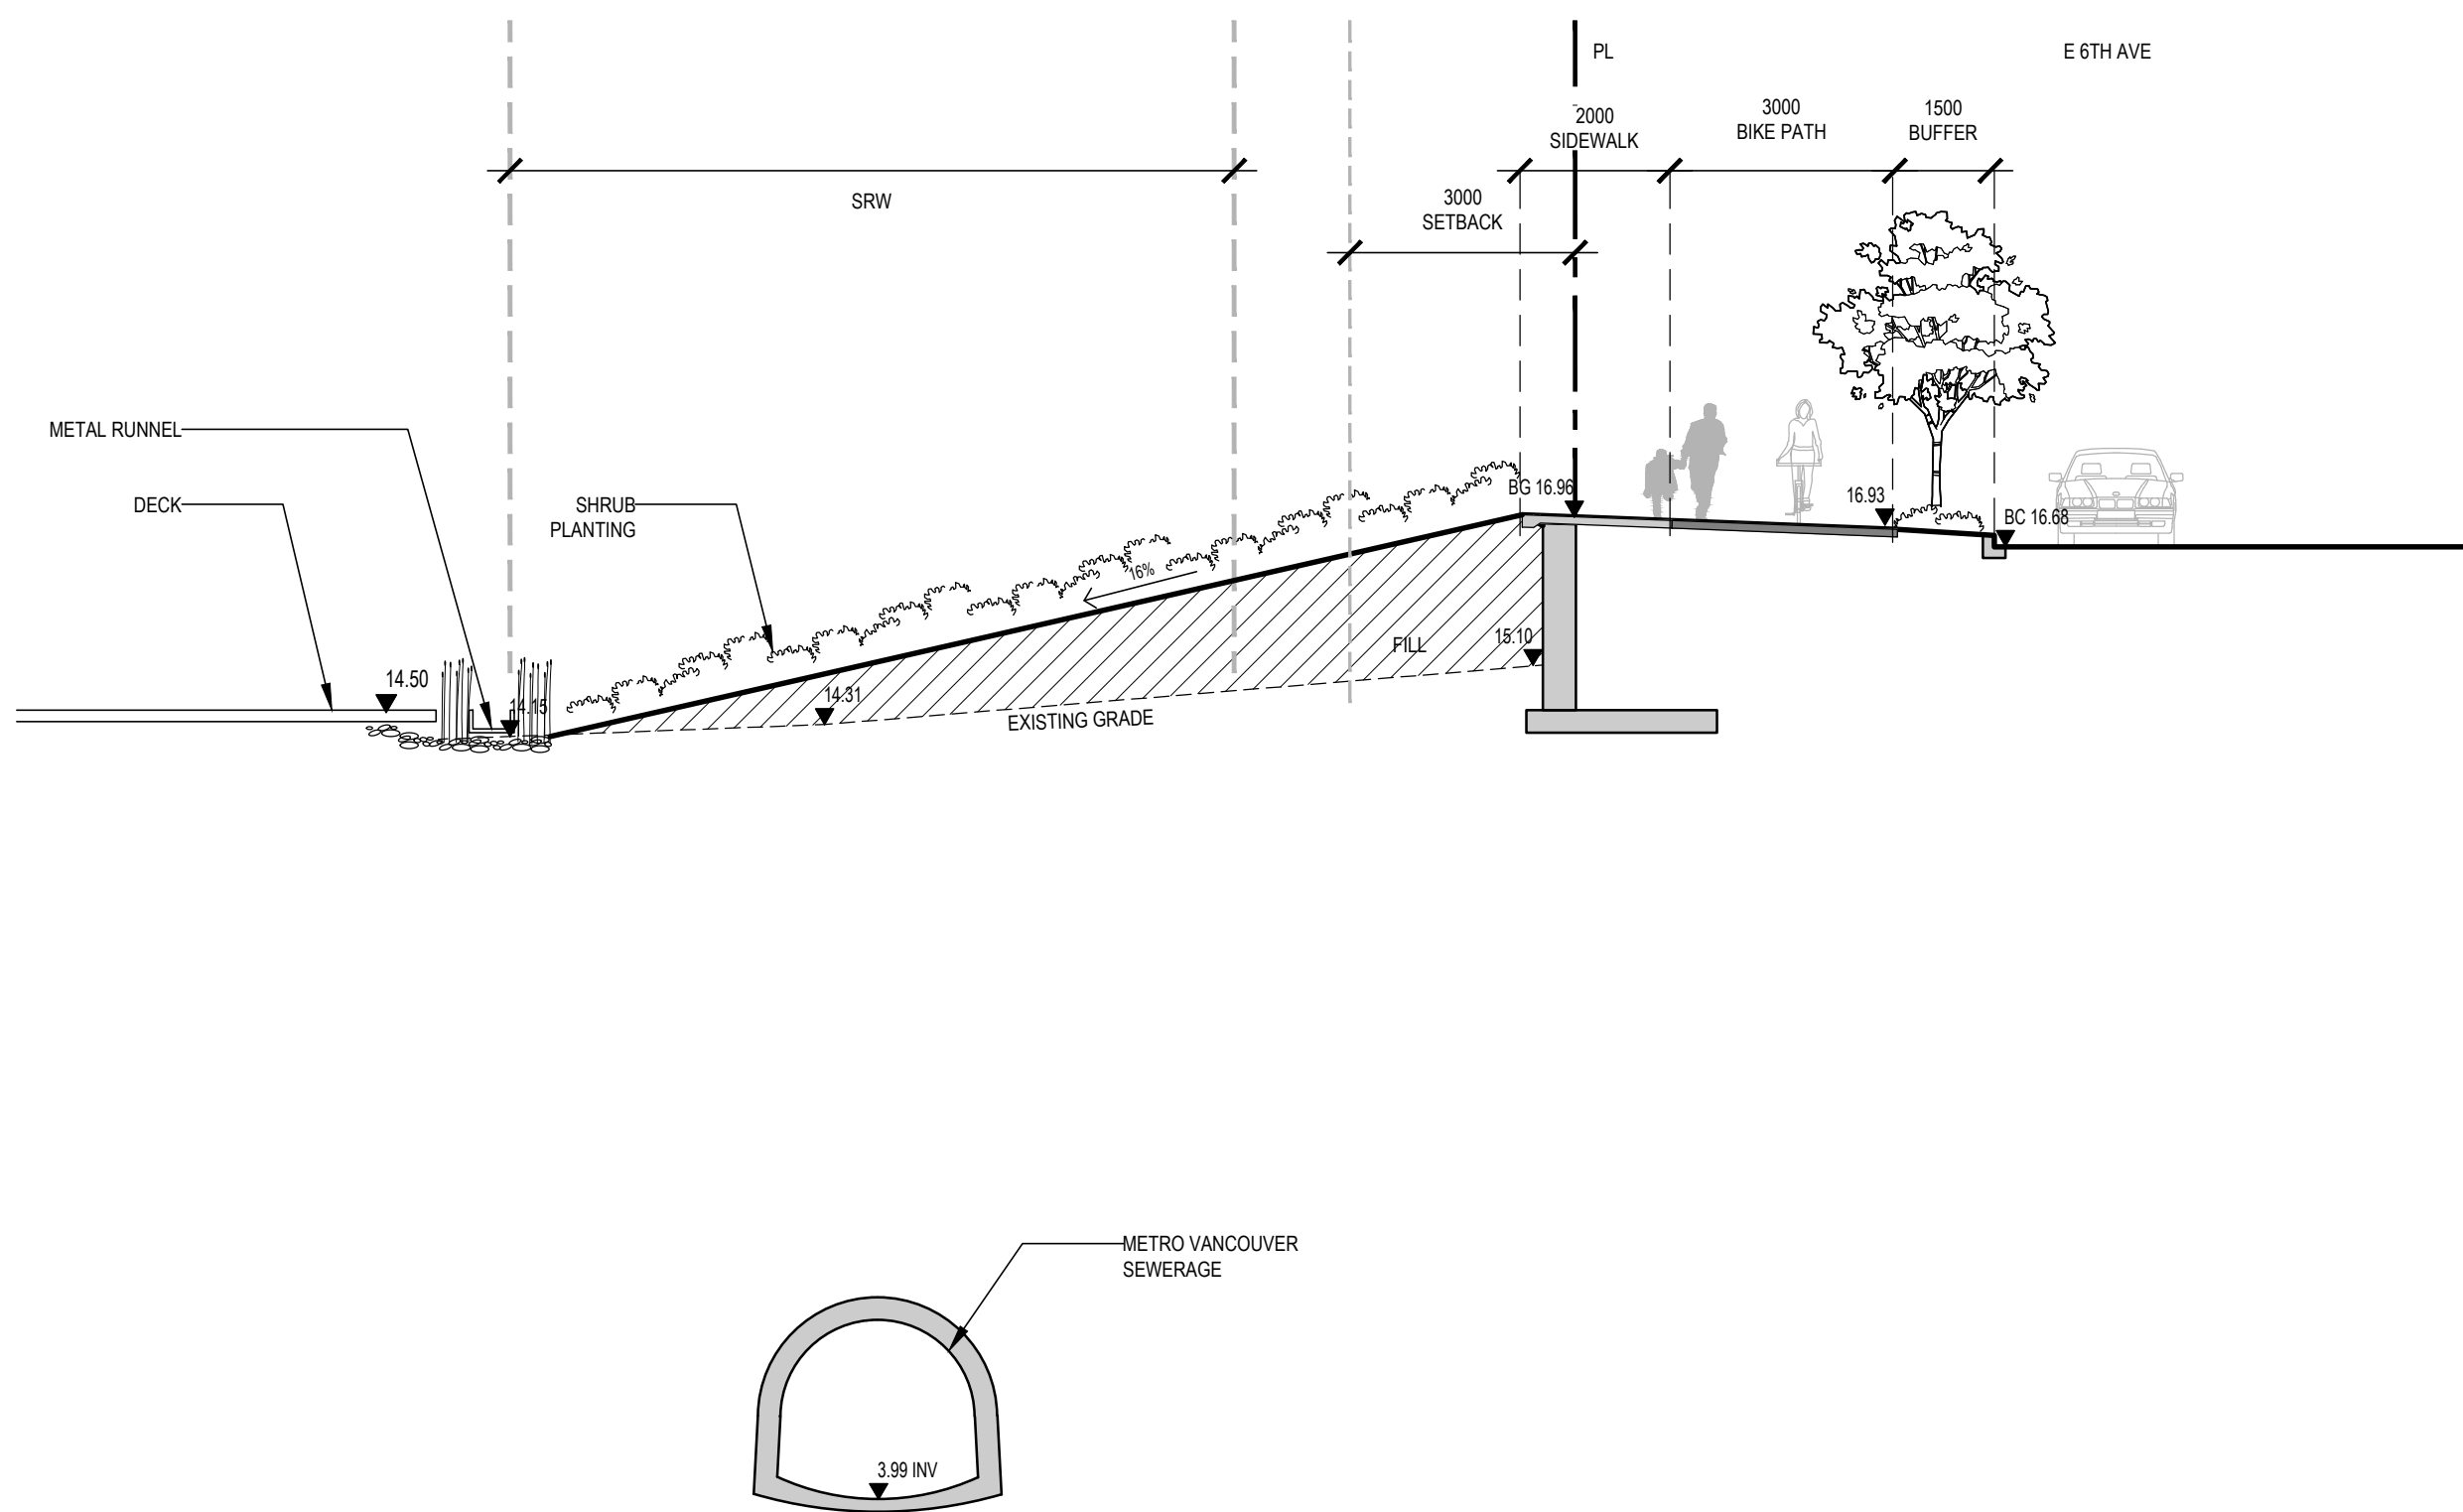 PL
E 6TH AVE
2000
SIDEWALK
3000
BIKE PATH
1500
BUFFER
SRW
3000
SETBACK
METAL RUNNEL
DECK
SHRUB
PLANTING
BG 16.96
16.93
BC 16.68
16%
FILL
15.10
14.50
14.15
14.31
EXISTING GRADE
METRO VANCOUVER
SEWERAGE
3.99 INV